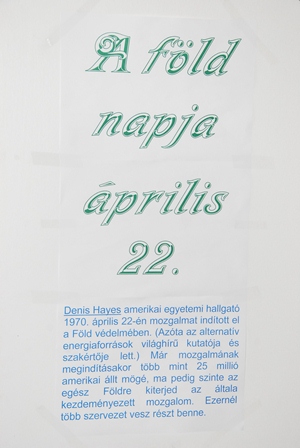 A föld
napja
április
22.
Denis Hayes amerikai egyetemi hallgató
1970. április 22-én mozgalmat indított el
a Föld védelmében. (Azóta az alternatív
energiaforrások világhírű kutatója és
szakértője lett.) Már mozgalmának
megindításakor több mint 25 millió
amerikai állt mögé, ma pedig szinte az
egész Földre kiterjed az általa
kezdeményezett mozgalom. Ezernél
több szervezet vesz részt benne.